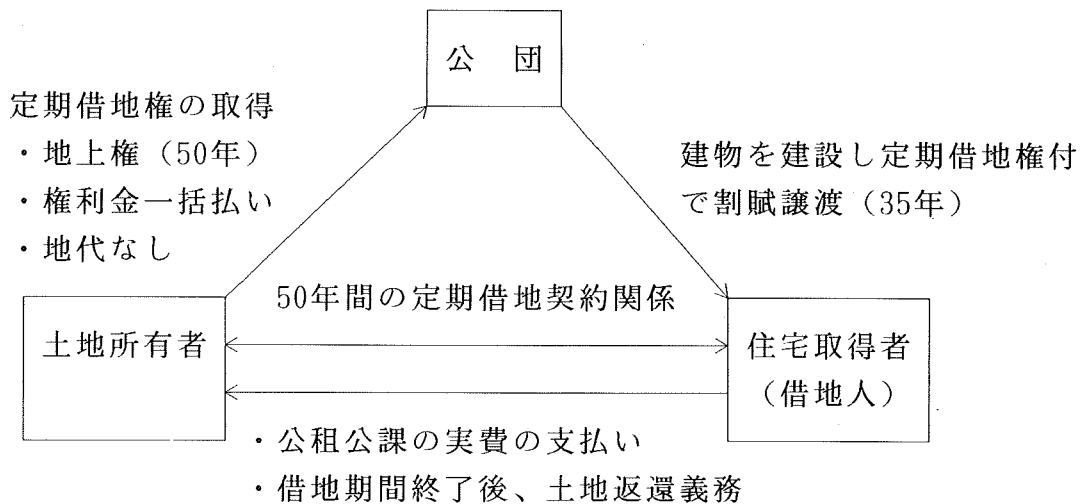 公 団
定期借地権の取得
・地上権（50年）
・権利金一括払い
・地代なし
建物を建設し定期借地権付
で割賦譲渡（35年）
50年間の定期借地契約関係
土地所有者
住宅取得者
（借地人）
・公租公課の実費の支払い
・借地期間終了後、土地返還義務